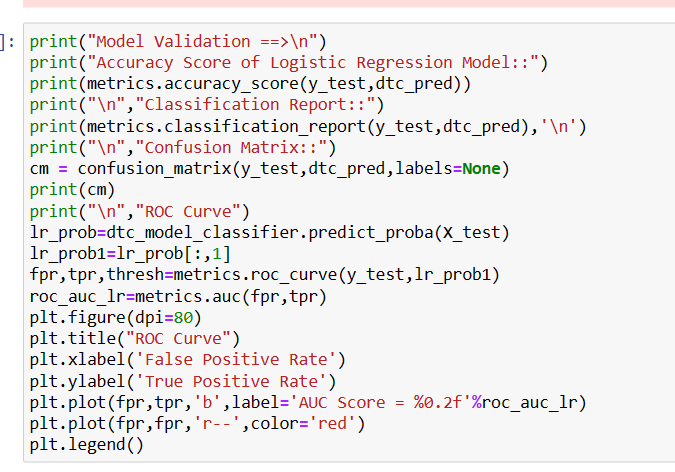 ]:
print("Model Validation ==>\n")
print("Accuracy Score of Logistic Regression Model::")
print(metrics.accuracy_score(y_test,dtc_pred))
print("\n","Classification Report::")
print(metrics.classification_report(y_test,dtc_pred),'\n')
print("\n","Confusion Matrix::")
cm = confusion_matrix(y_test,dtc_pred,labels=None)
print(cm)
print("\n","ROC Curve")
lr_prob=dtc_model_classifier.predict_proba(X_test)
lr_prob1=lr_prob[:,1]
fpr,tpr,thresh=metrics.roc_curve(y_test,lr_prob1)
roc_auc_lr=metrics.auc(fpr,tpr)
plt.figure(dpi=80)
plt.title("ROC Curve")
plt.xlabel('False Positive Rate')
plt.ylabel('True Positive Rate')
plt.plot(fpr,tpr,'b',label='AUC Score = %0.2f'%roc_auc_lr)
plt.plot(fpr,fpr,'r--',color='red')
plt.legend()